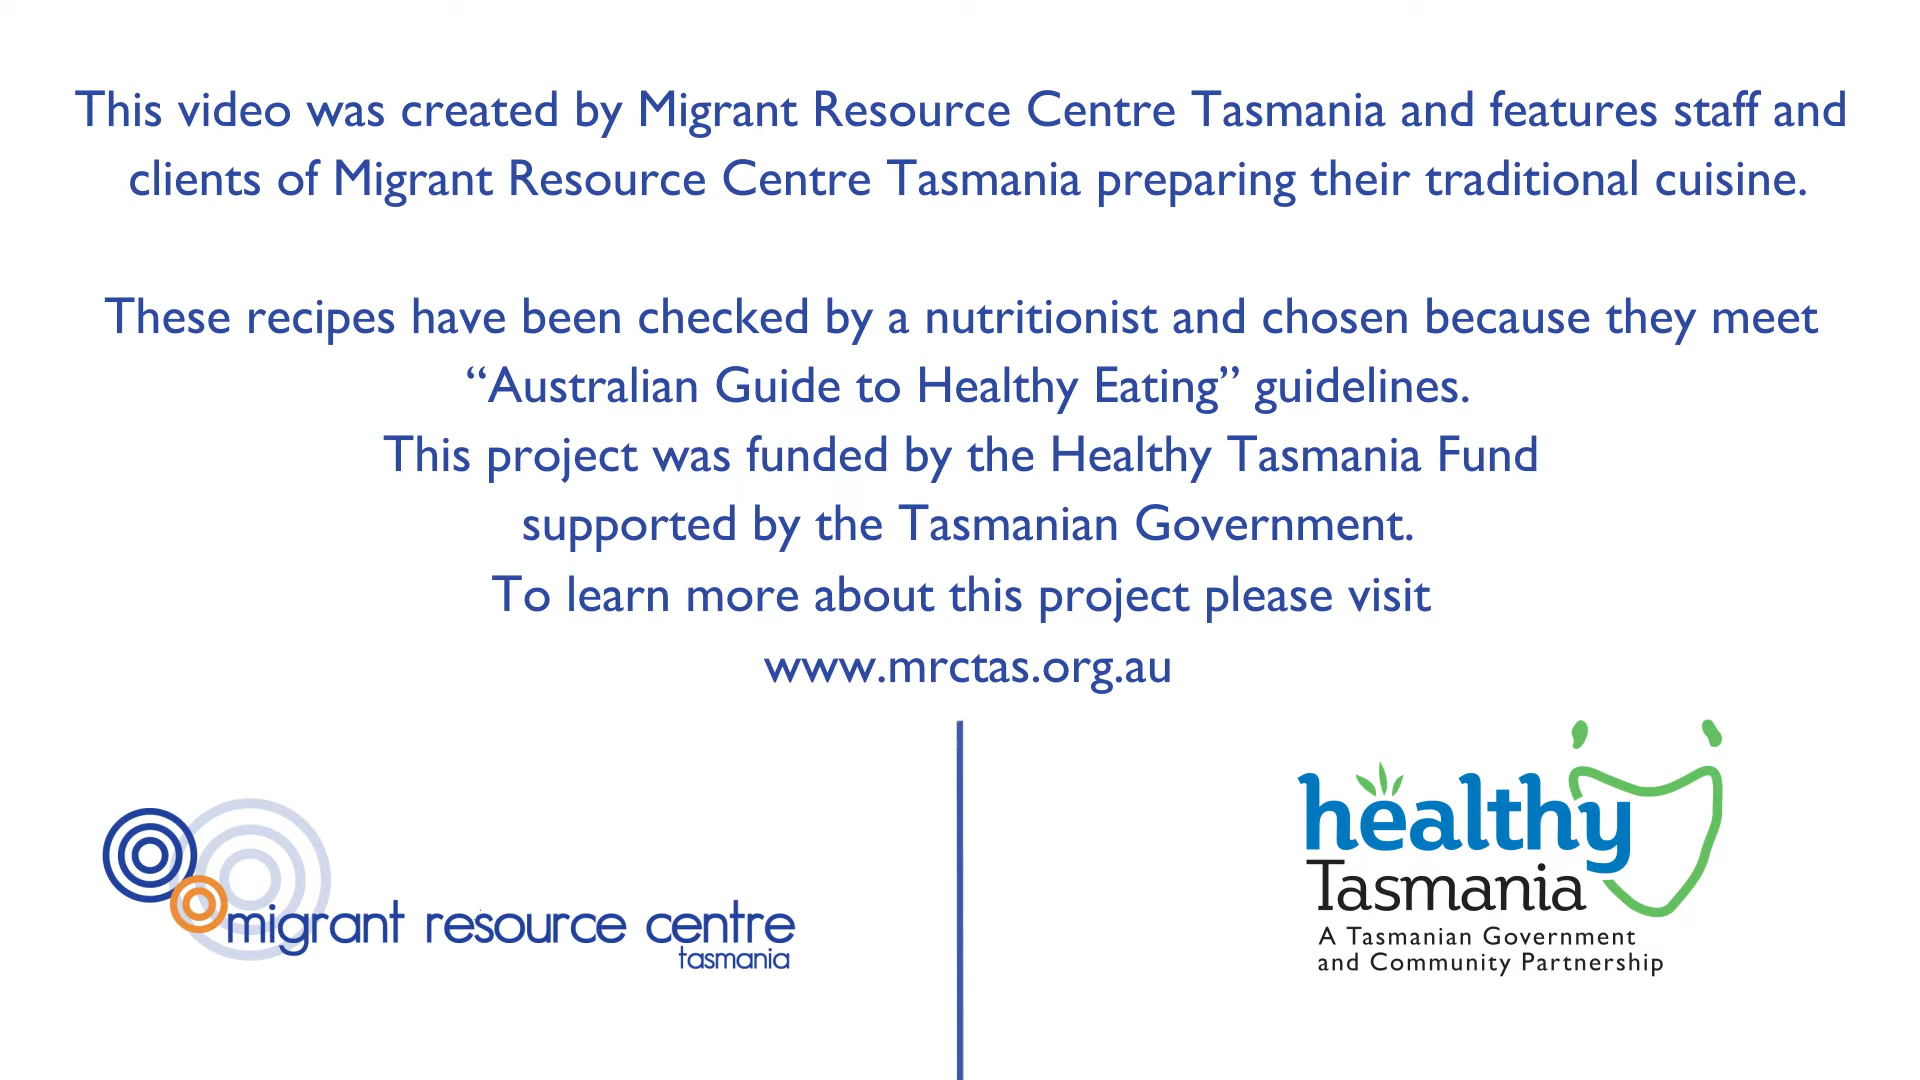 This video was created by Migrant Resource Centre Tasmania and features staff and
clients of Migrant Resource Centre Tasmania preparing their traditional cuisine.
These recipes have been checked by a nutritionist and chosen because they meet
“Australian Guide to Healthy Eating” guidelines.
This project was funded by the Healthy Tasmania Fund
supported by the Tasmanian Government.
To learn more about this project please visit
www.mrctas.org.au
migrant resource centre
tasmania
healthy
Tasmania
A Tasmanian Government
and Community Partnership